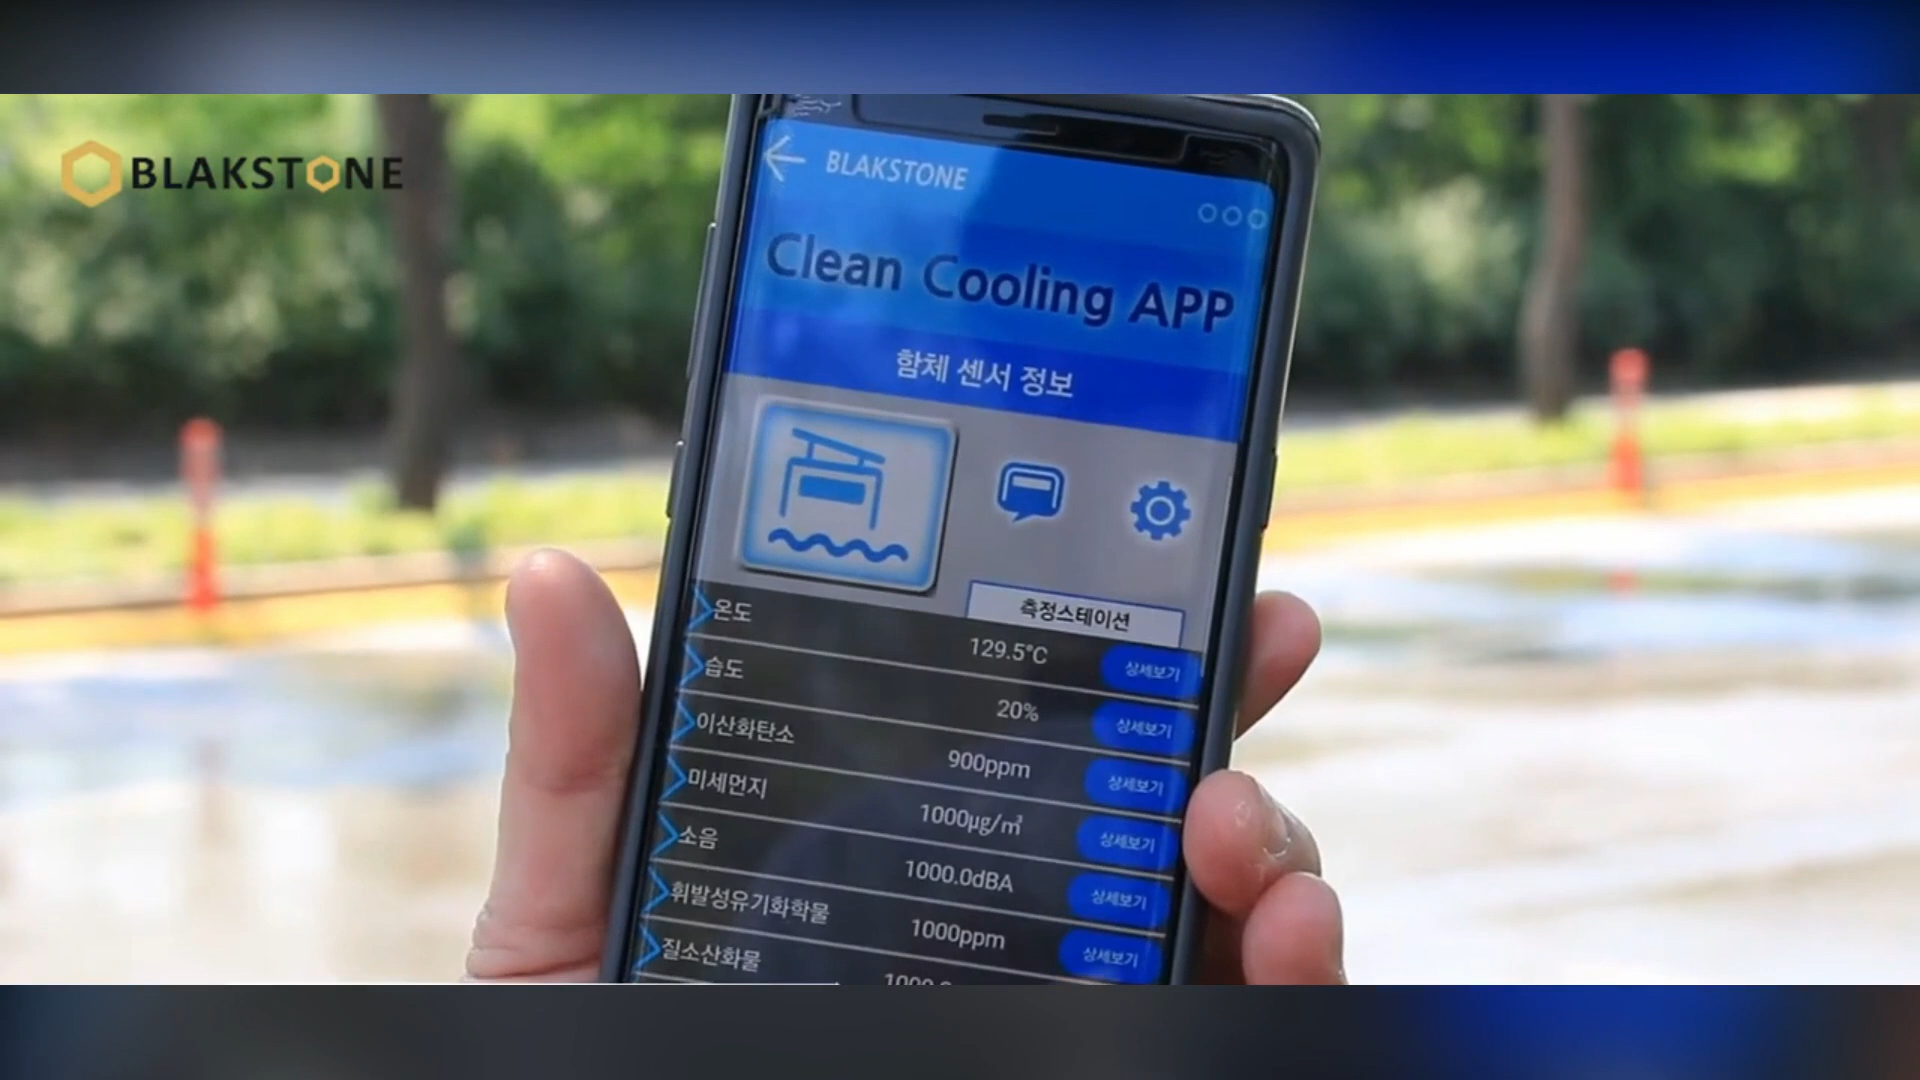 BLAKSTONE
BLAKSTONE
Clean Cooling APP
함체 센서 정보
측정스테이션
온도 129.5°C 상세보기
습도 20% 상세보기
이산화탄소 900ppm 상세보기
미세먼지 1000㎍/㎥ 상세보기
소음 1000.0dBA 상세보기
휘발성유기화학물 1000ppm 상세보기
질소산화물